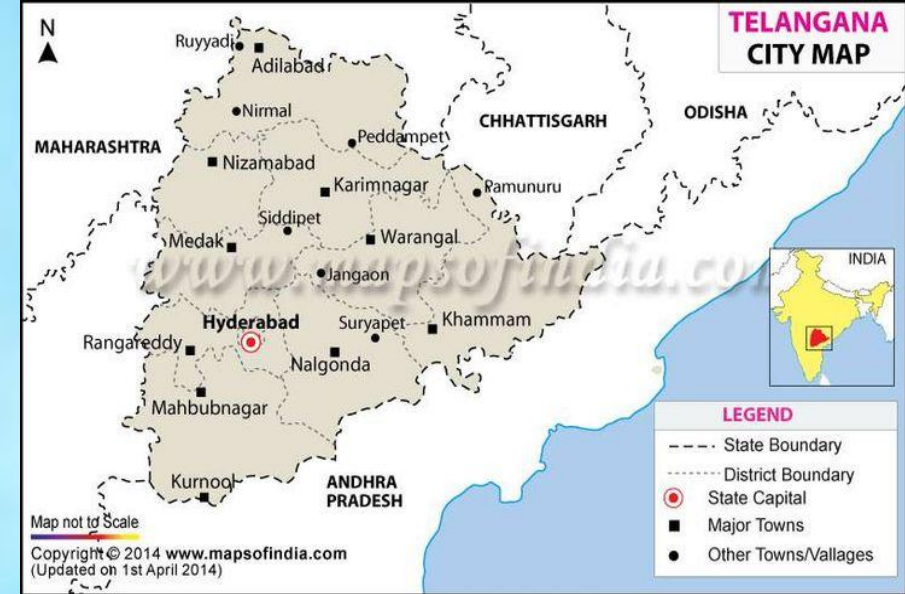 TELANGANA
CITY MAP
N
Ruyyadi
Adilabad
Nirmal
CHHATTISGARH
ODISHA
MAHARASHTRA
Peddampet
Nizamabad
Karimnagar
Pamunuru
Siddipet
Medak
Warangal
www.mapsofindia.com
INDIA
Jangaon
Hyderabad
Suryapet
Khammam
Rangareddy
Nalgonda
Mahbubnagar
Kurnool
ANDHRA
PRADESH
LEGEND
State Boundary
District Boundary
State Capital
Major Towns
Other Towns/Vallages
Map not to Scale
Copyright © 2014 www.mapsofindia.com
(Updated on 1st April 2014)